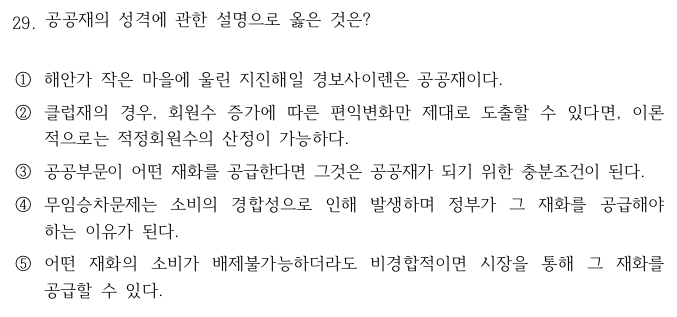 29. 공공재의 성격에 관한 설명으로 옳은 것은?
① 해안가 작은 마을에 울린 지진해일 경보사이렌은 공공재이다.
② 클럽재의 경우, 회원수 증가에 따른 편익변화만 제대로 도출할 수 있다면, 이론
적으로는 적정회원수의 산정이 가능하다.
③ 공공부문이 어떤 재화를 공급한다면 그것은 공공재가 되기 위한 충분조건이 된다.
④ 무임승차문제는 소비의 경합성으로 인해 발생하며 정부가 그 재화를 공급해야
하는 이유가 된다.
⑤ 어떤 재화의 소비가 배제불가능하더라도 비경합적이면 시장을 통해 그 재화를
공급할 수 있다.